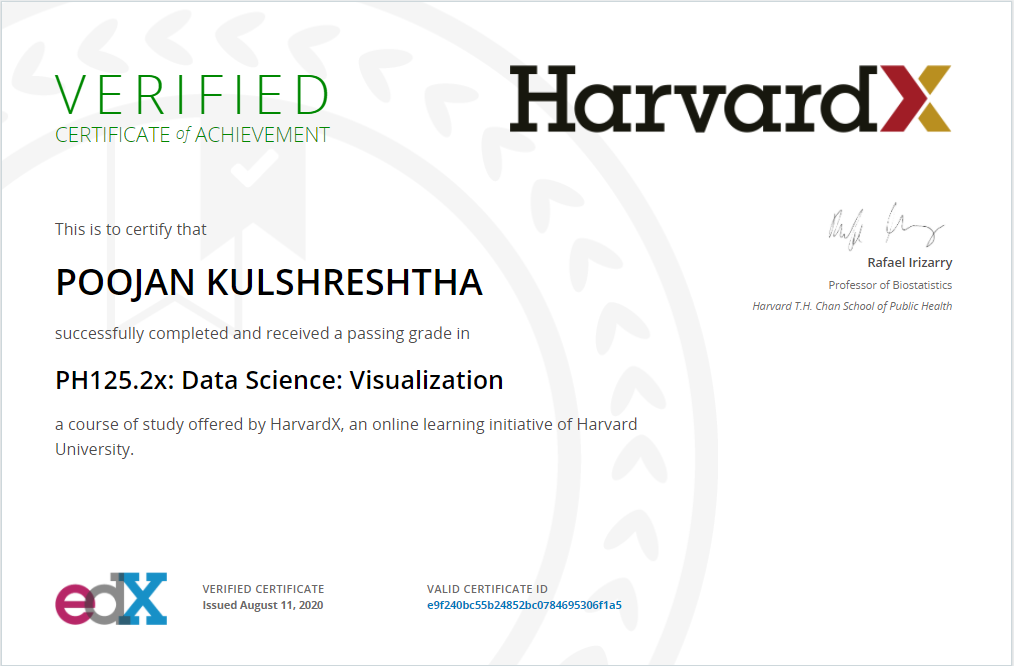 VERIFIED
CERTIFICATE of ACHIEVEMENT
HarvardX
This is to certify that
POOJAN KULSHRESHTHA
successfully completed and received a passing grade in
PH125.2x: Data Science: Visualization
a course of study offered by HarvardX, an online learning initiative of Harvard
University.
Rafael Irizarry
Professor of Biostatistics
Harvard T.H. Chan School of Public Health
edX
VERIFIED CERTIFICATE
Issued August 11, 2020
VALID CERTIFICATE ID
e9f240bc55b24852bc0784695306f1a5